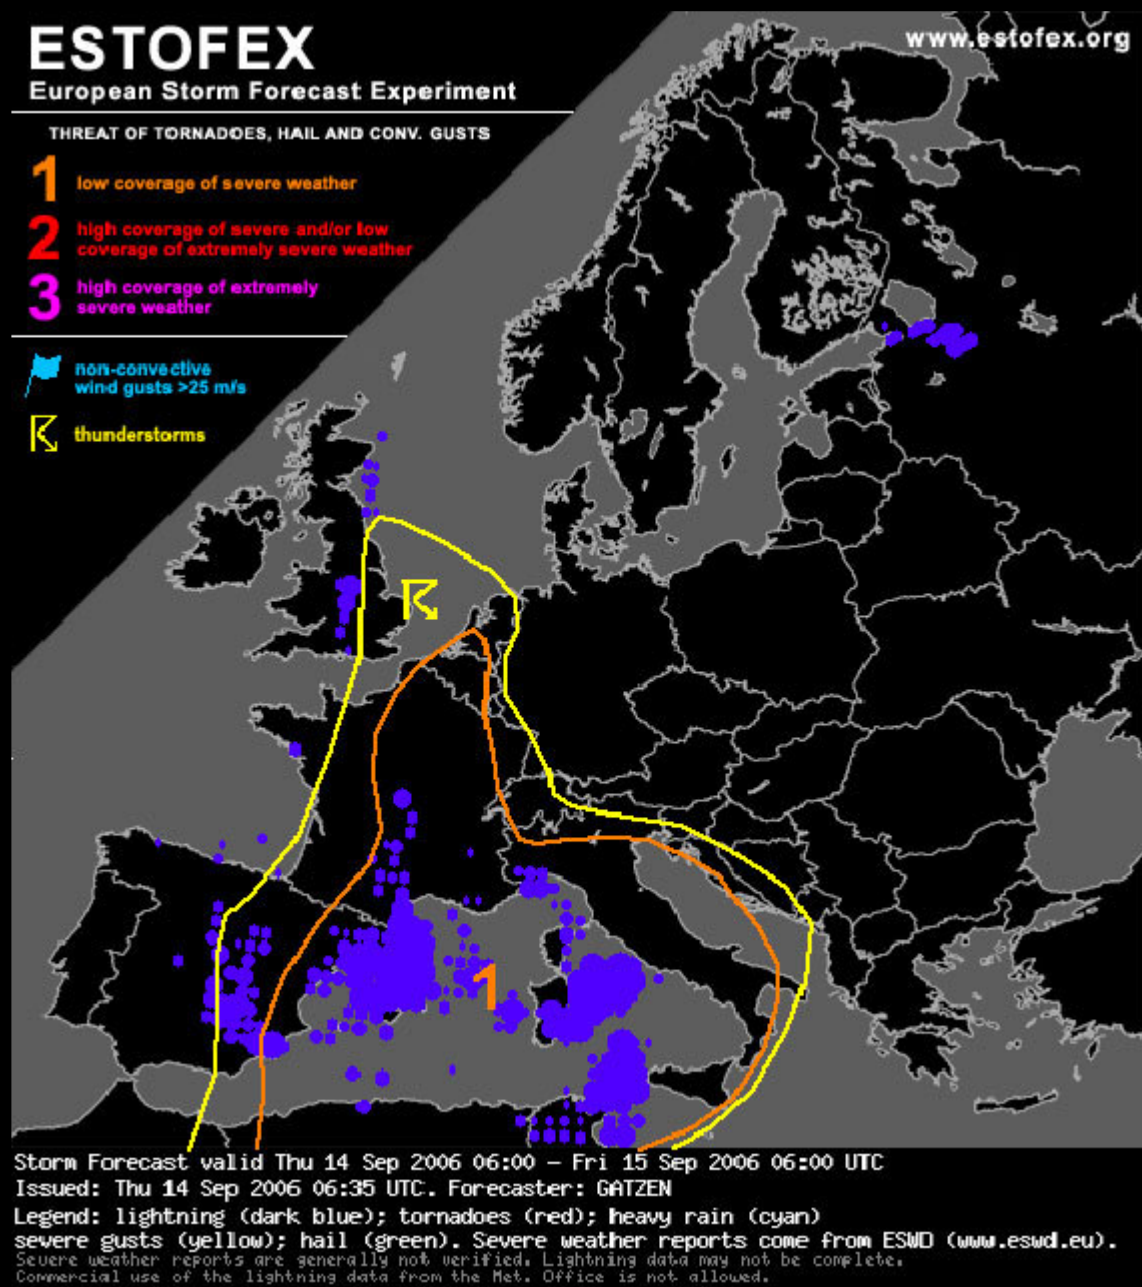 ESTOFEX
www.estofex.org
European Storm Forecast Experiment
THREAT OF TORNADOES, HAIL AND CONV. GUSTS
1 low coverage of severe weather
2 high coverage of severe and/or low
coverage of extremely severe weather
3 high coverage of extremely
severe weather
non-convective
wind gusts >25 m/s
thunderstorms
1
Storm Forecast valid Thu 14 Sep 2006 06:00 – Fri 15 Sep 2006 06:00 UTC
Issued: Thu 14 Sep 2006 06:35 UTC. Forecaster: GATZEN
Legend: lightning (dark blue); tornadoes (red); heavy rain (cyan)
severe gusts (yellow); hail (green). Severe weather reports come from ESWD (www.eswd.eu).
Severe weather reports are generally not verified. Lightning data may not be complete.
Commercial use of the lightning data from the Met. Office is not allowed.